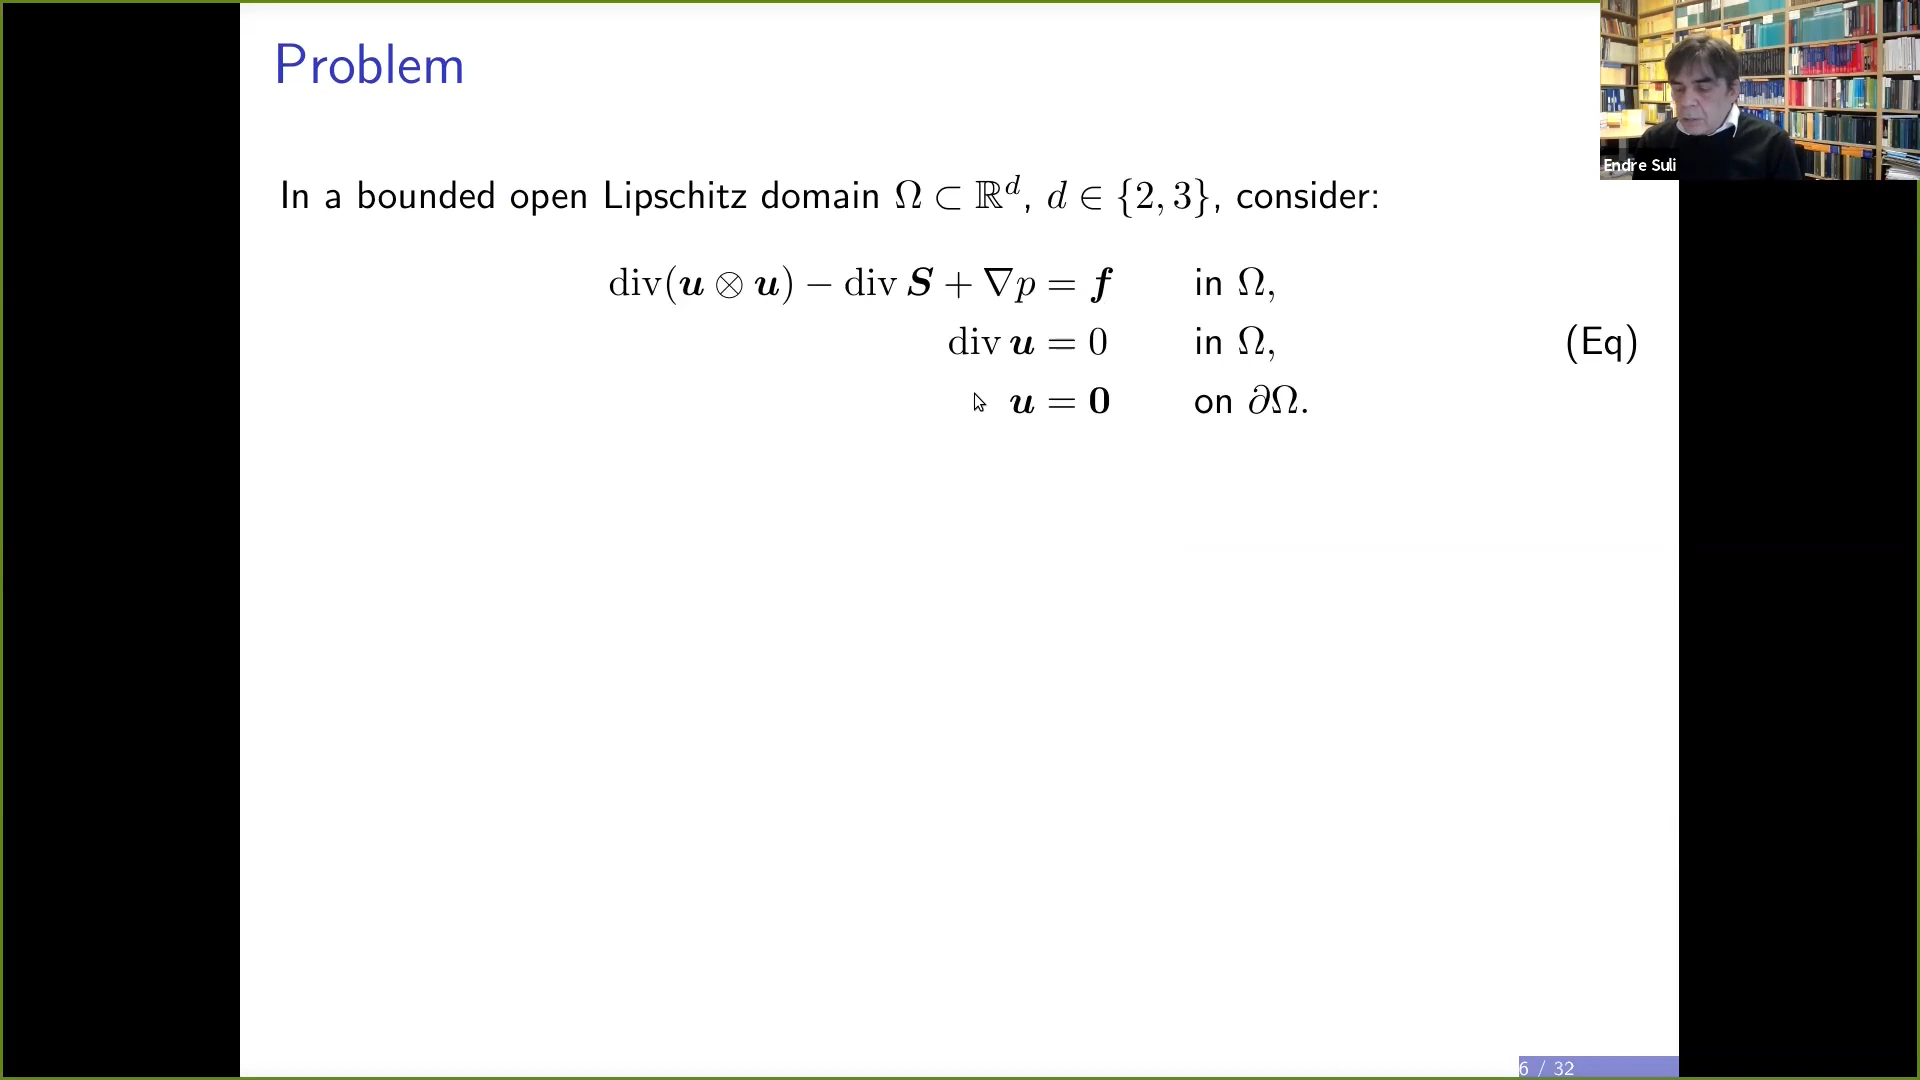 Problem
In a bounded open Lipschitz domain Ω ⊂ ℝᵈ, d ∈ {2, 3}, consider:
div(u ⊗ u) − div S + ∇p = f in Ω,
div u = 0 in Ω, (Eq)
u = 0 on ∂Ω.
Endre Suli
6 / 32